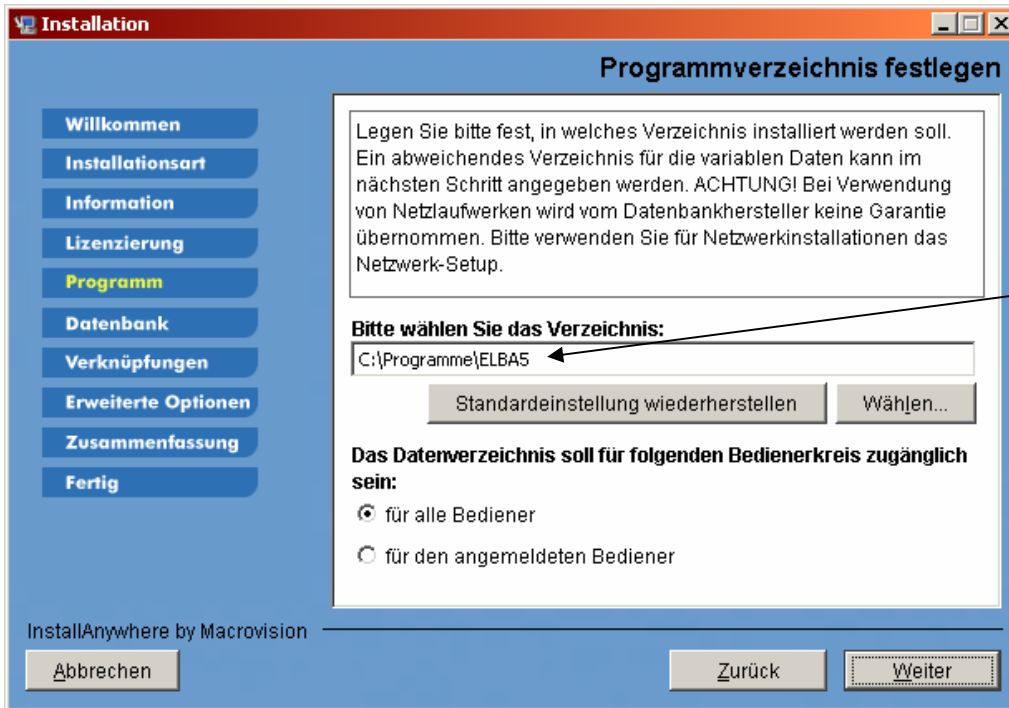 Installation
Programmverzeichnis festlegen
Willkommen
Installationsart
Information
Lizenzierung
Programm
Datenbank
Verknüpfungen
Erweiterte Optionen
Zusammenfassung
Fertig
Legen Sie bitte fest, in welches Verzeichnis installiert werden soll.
Ein abweichendes Verzeichnis für die variablen Daten kann im
nächsten Schritt angegeben werden. ACHTUNG! Bei Verwendung
von Netzlaufwerken wird vom Datenbankhersteller keine Garantie
übernommen. Bitte verwenden Sie für Netzwerkinstallationen das
Netzwerk-Setup.
Bitte wählen Sie das Verzeichnis:
C:\Programme\ELBA5
Standardeinstellung wiederherstellen
Wählen...
Das Datenverzeichnis soll für folgenden Bedienerkreis zugänglich
sein:
für alle Bediener
für den angemeldeten Bediener
InstallAnywhere by Macrovision
Abbrechen
Zurück
Weiter